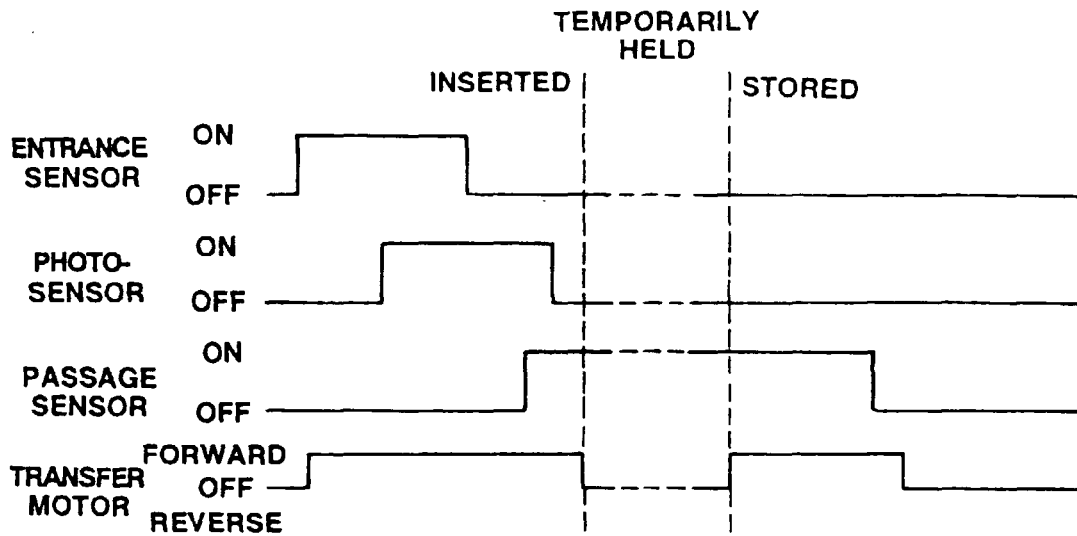 TEMPORARILY
HELD
INSERTED
STORED
ENTRANCE
SENSOR
ON
OFF
PHOTO-
SENSOR
ON
OFF
PASSAGE
SENSOR
ON
OFF
TRANSFER
MOTOR
FORWARD
OFF
REVERSE